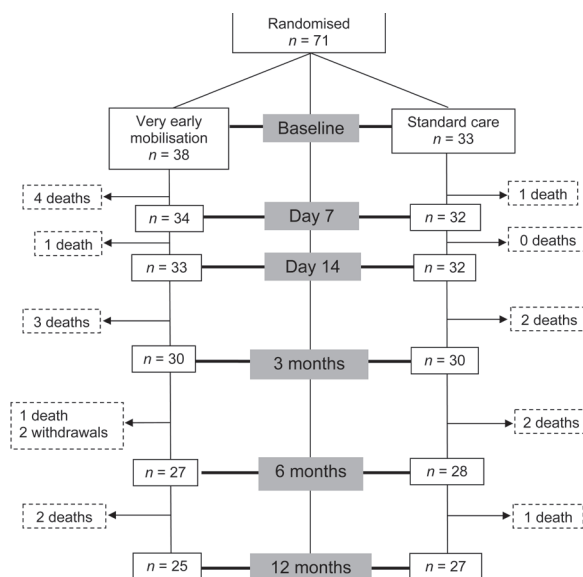 Randomised
n = 71
Very early
mobilisation
n = 38
Baseline
Standard care
n = 33
4 deaths
1 death
n = 34
Day 7
n = 32
1 death
0 deaths
n = 33
Day 14
n = 32
3 deaths
2 deaths
n = 30
3 months
n = 30
1 death
2 withdrawals
2 deaths
n = 27
6 months
n = 28
2 deaths
1 death
n = 25
12 months
n = 27